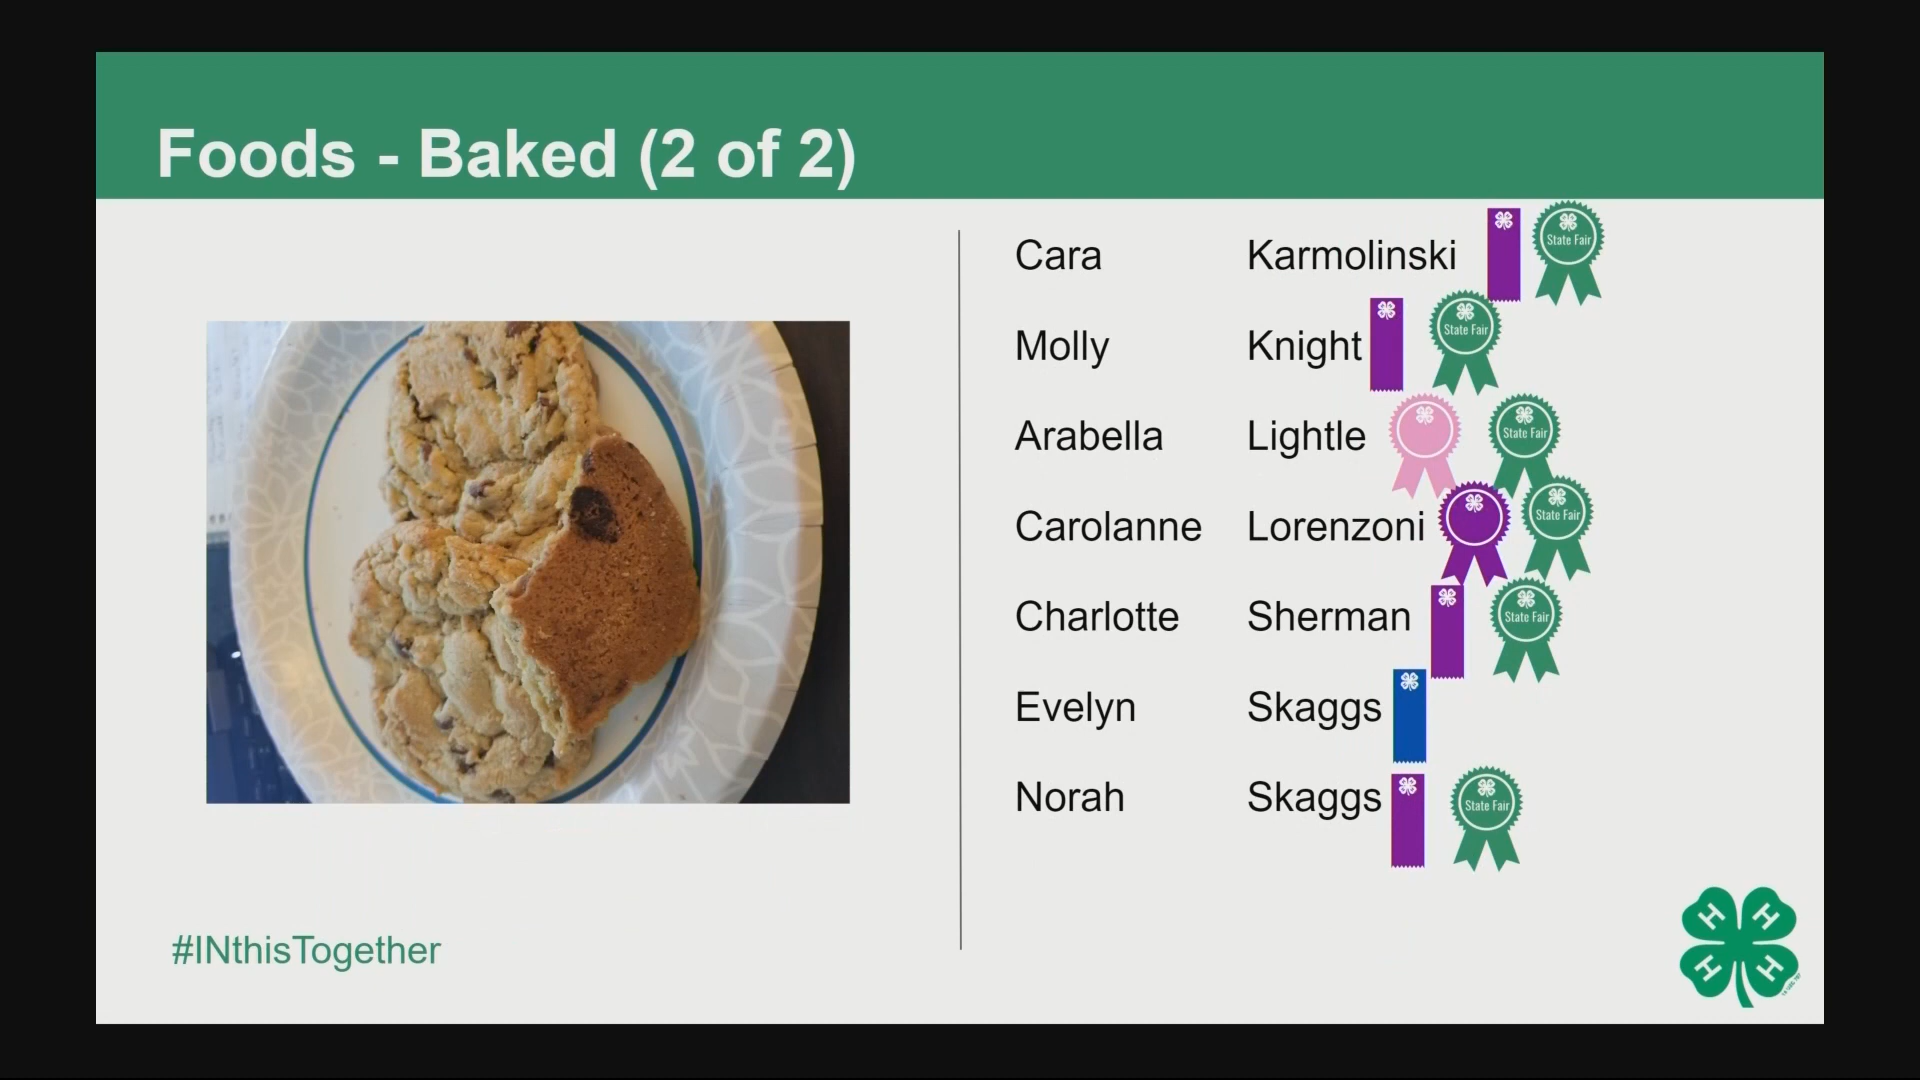 Foods - Baked (2 of 2)
Cara Karmolinski State Fair
Molly Knight State Fair
Arabella Lightle State Fair
Carolanne Lorenzoni State Fair
Charlotte Sherman State Fair
Evelyn Skaggs
Norah Skaggs State Fair
#INthisTogether
H H
H H